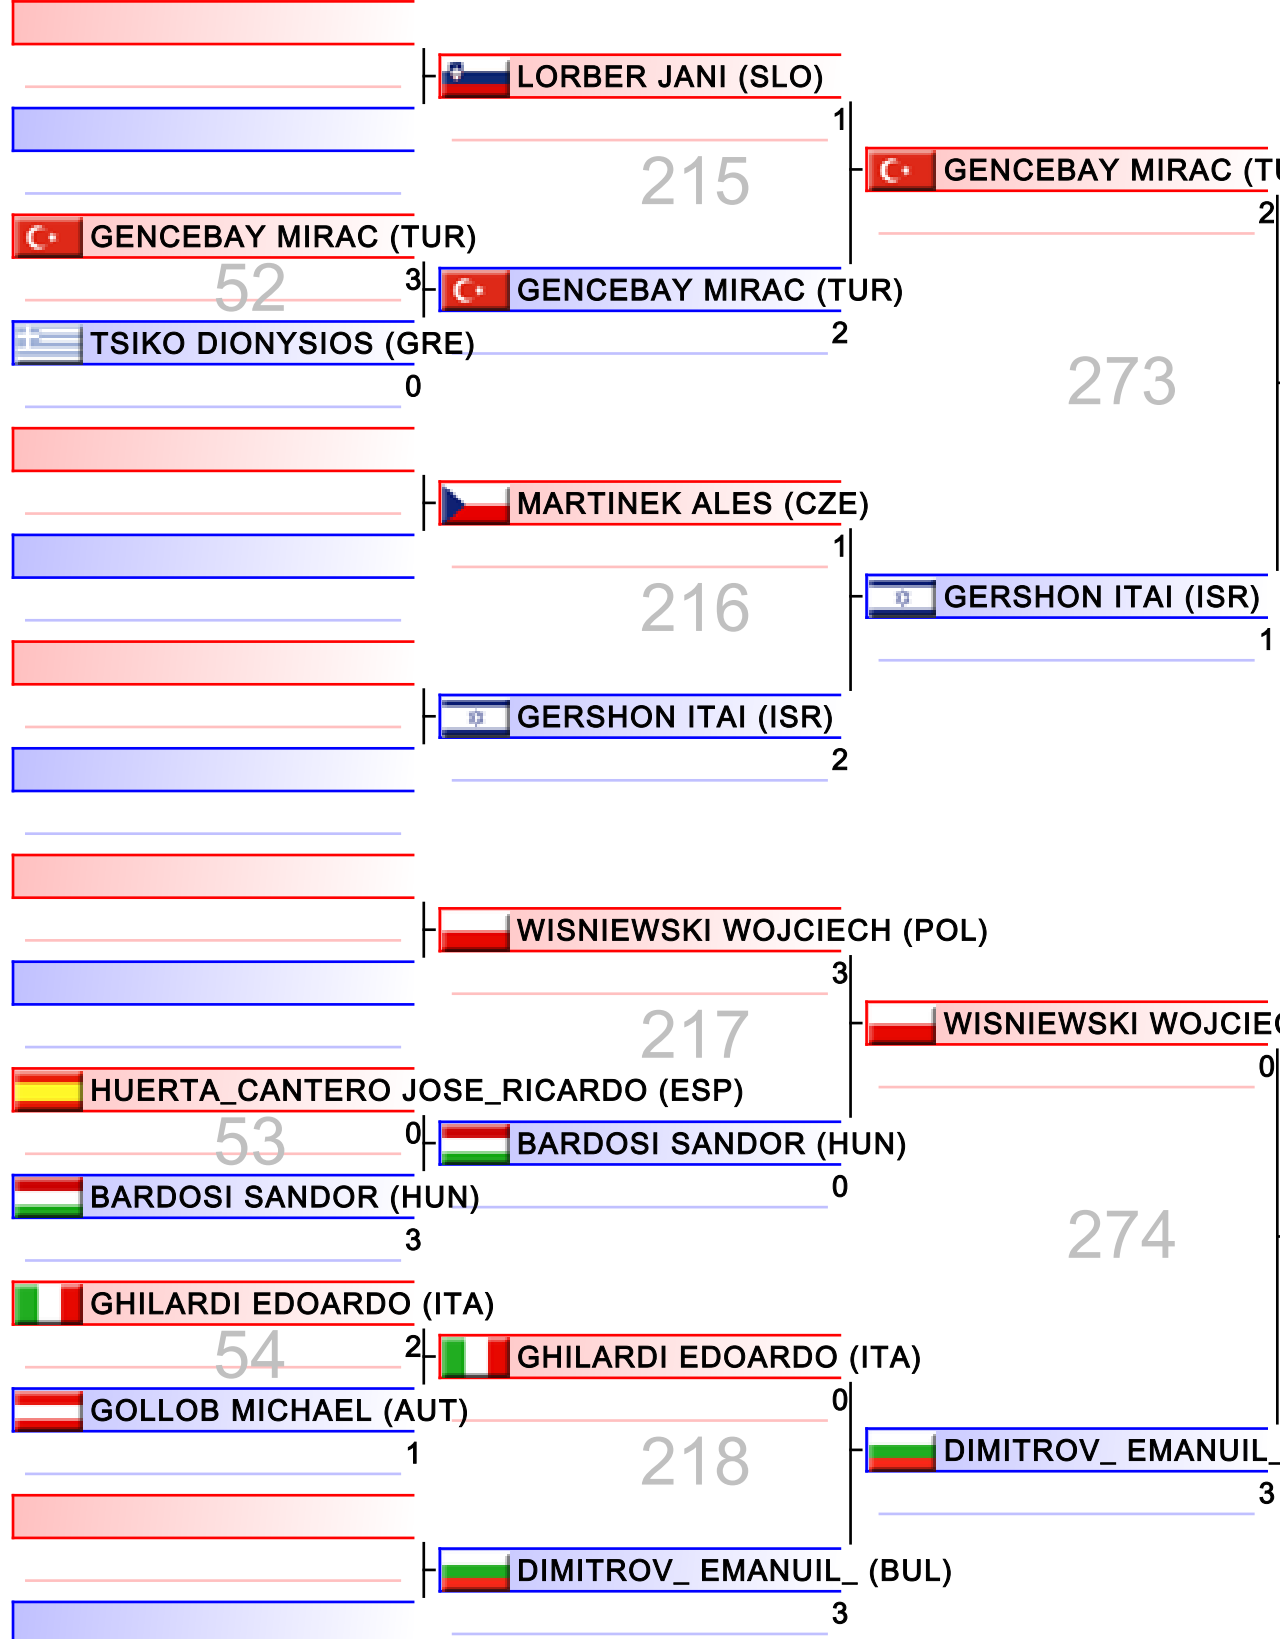 LORBER JANI (SLO)
1
215
GENCEBAY MIRAC (TU
2
GENCEBAY MIRAC (TUR)
52
3
GENCEBAY MIRAC (TUR)
2
TSIKO DIONYSIOS (GRE)
0
273
MARTINEK ALES (CZE)
1
216
GERSHON ITAI (ISR)
1
GERSHON ITAI (ISR)
2
WISNIEWSKI WOJCIECH (POL)
3
217
WISNIEWSKI WOJCIEC
0
HUERTA_CANTERO JOSE_RICARDO (ESP)
53
0
BARDOSI SANDOR (HUN)
0
BARDOSI SANDOR (HUN)
3
274
GHILARDI EDOARDO (ITA)
54
2
GHILARDI EDOARDO (ITA)
0
GOLLOB MICHAEL (AUT)
1
218
DIMITROV_ EMANUIL_
3
DIMITROV_ EMANUIL_ (BUL)
3